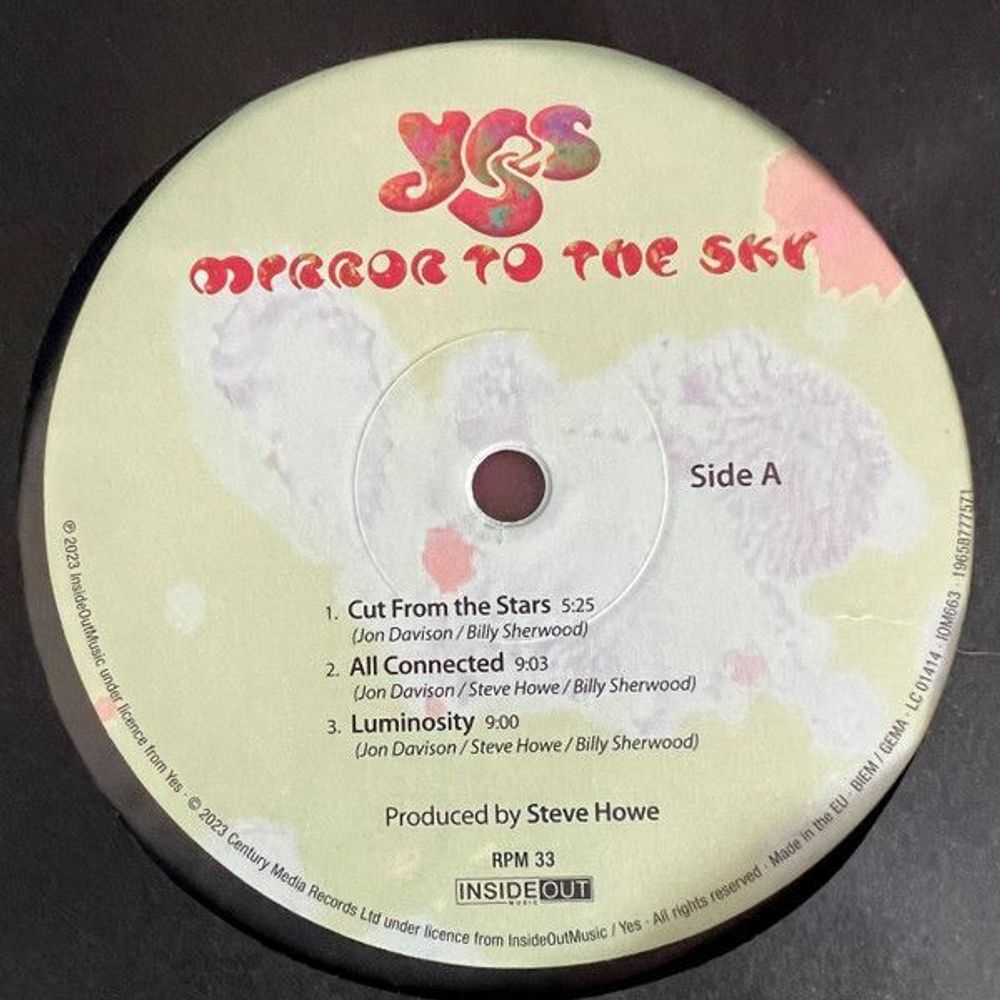 yes
MIRROR TO THE SKY
Side A
1. Cut From the Stars 5:25
(Jon Davison / Billy Sherwood)
2. All Connected 9:03
(Jon Davison / Steve Howe / Billy Sherwood)
3. Luminosity 9:00
(Jon Davison / Steve Howe / Billy Sherwood)
Produced by Steve Howe
RPM 33
INSIDEOUT
MUSIC
℗ 2023 InsideOutMusic under licence from Yes · © 2023 Century Media Records Ltd under licence from InsideOutMusic / Yes · All rights reserved · Made in the EU · BIEM / GEMA · LC 01414 · IOM663 · 19658777571